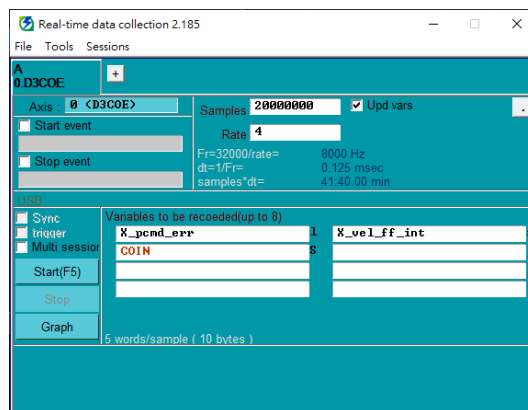 Real-time data collection 2.185
File Tools Sessions
A
0.D3COE
+
Axis : 0 (D3COE)
Start event
Stop event
Samples 20000000 Upd vars
Rate 4
Fr=32000/rate= 8000 Hz
dt=1/Fr= 0.125 msec
samples*dt= 41:40.00 min
USB
Sync
trigger
Multi session
Variables to be recoeded(up to 8)
X_pcmd_err l X_vel_ff_int
COIN S
Start(F5)
Stop
Graph
5 words/sample ( 10 bytes )